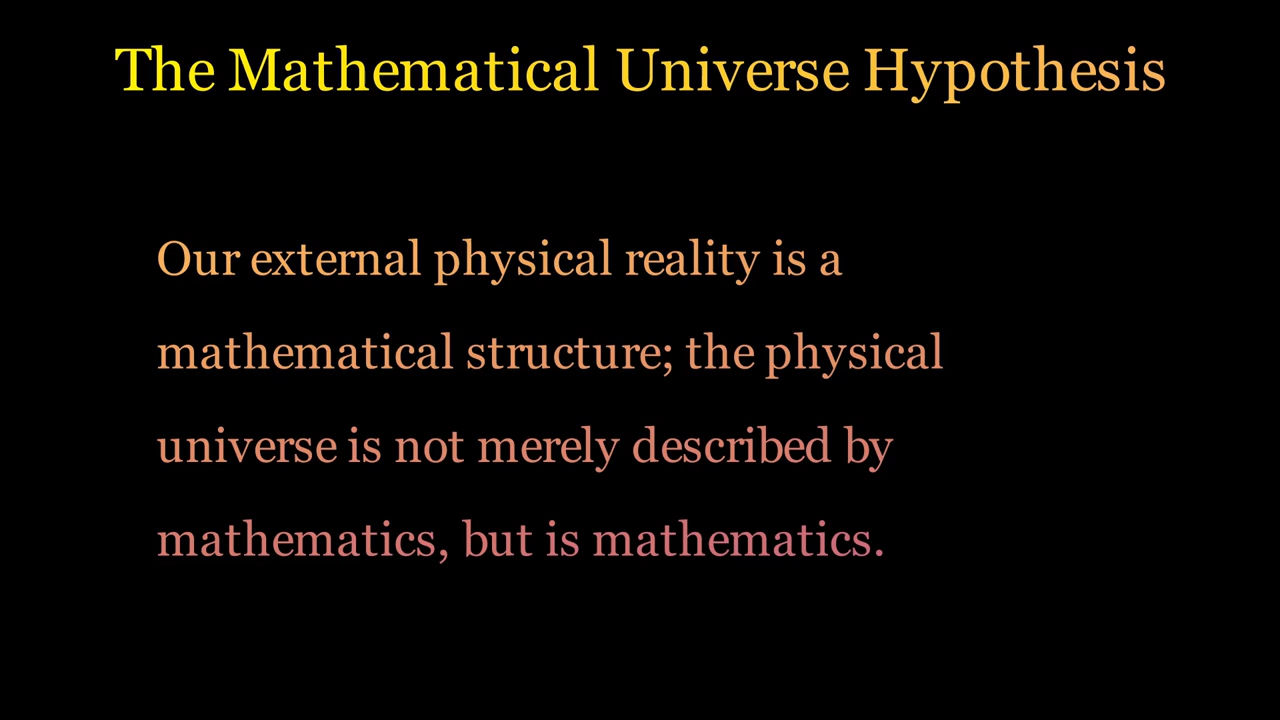 The Mathematical Universe Hypothesis
Our external physical reality is a
mathematical structure; the physical
universe is not merely described by
mathematics, but is mathematics.